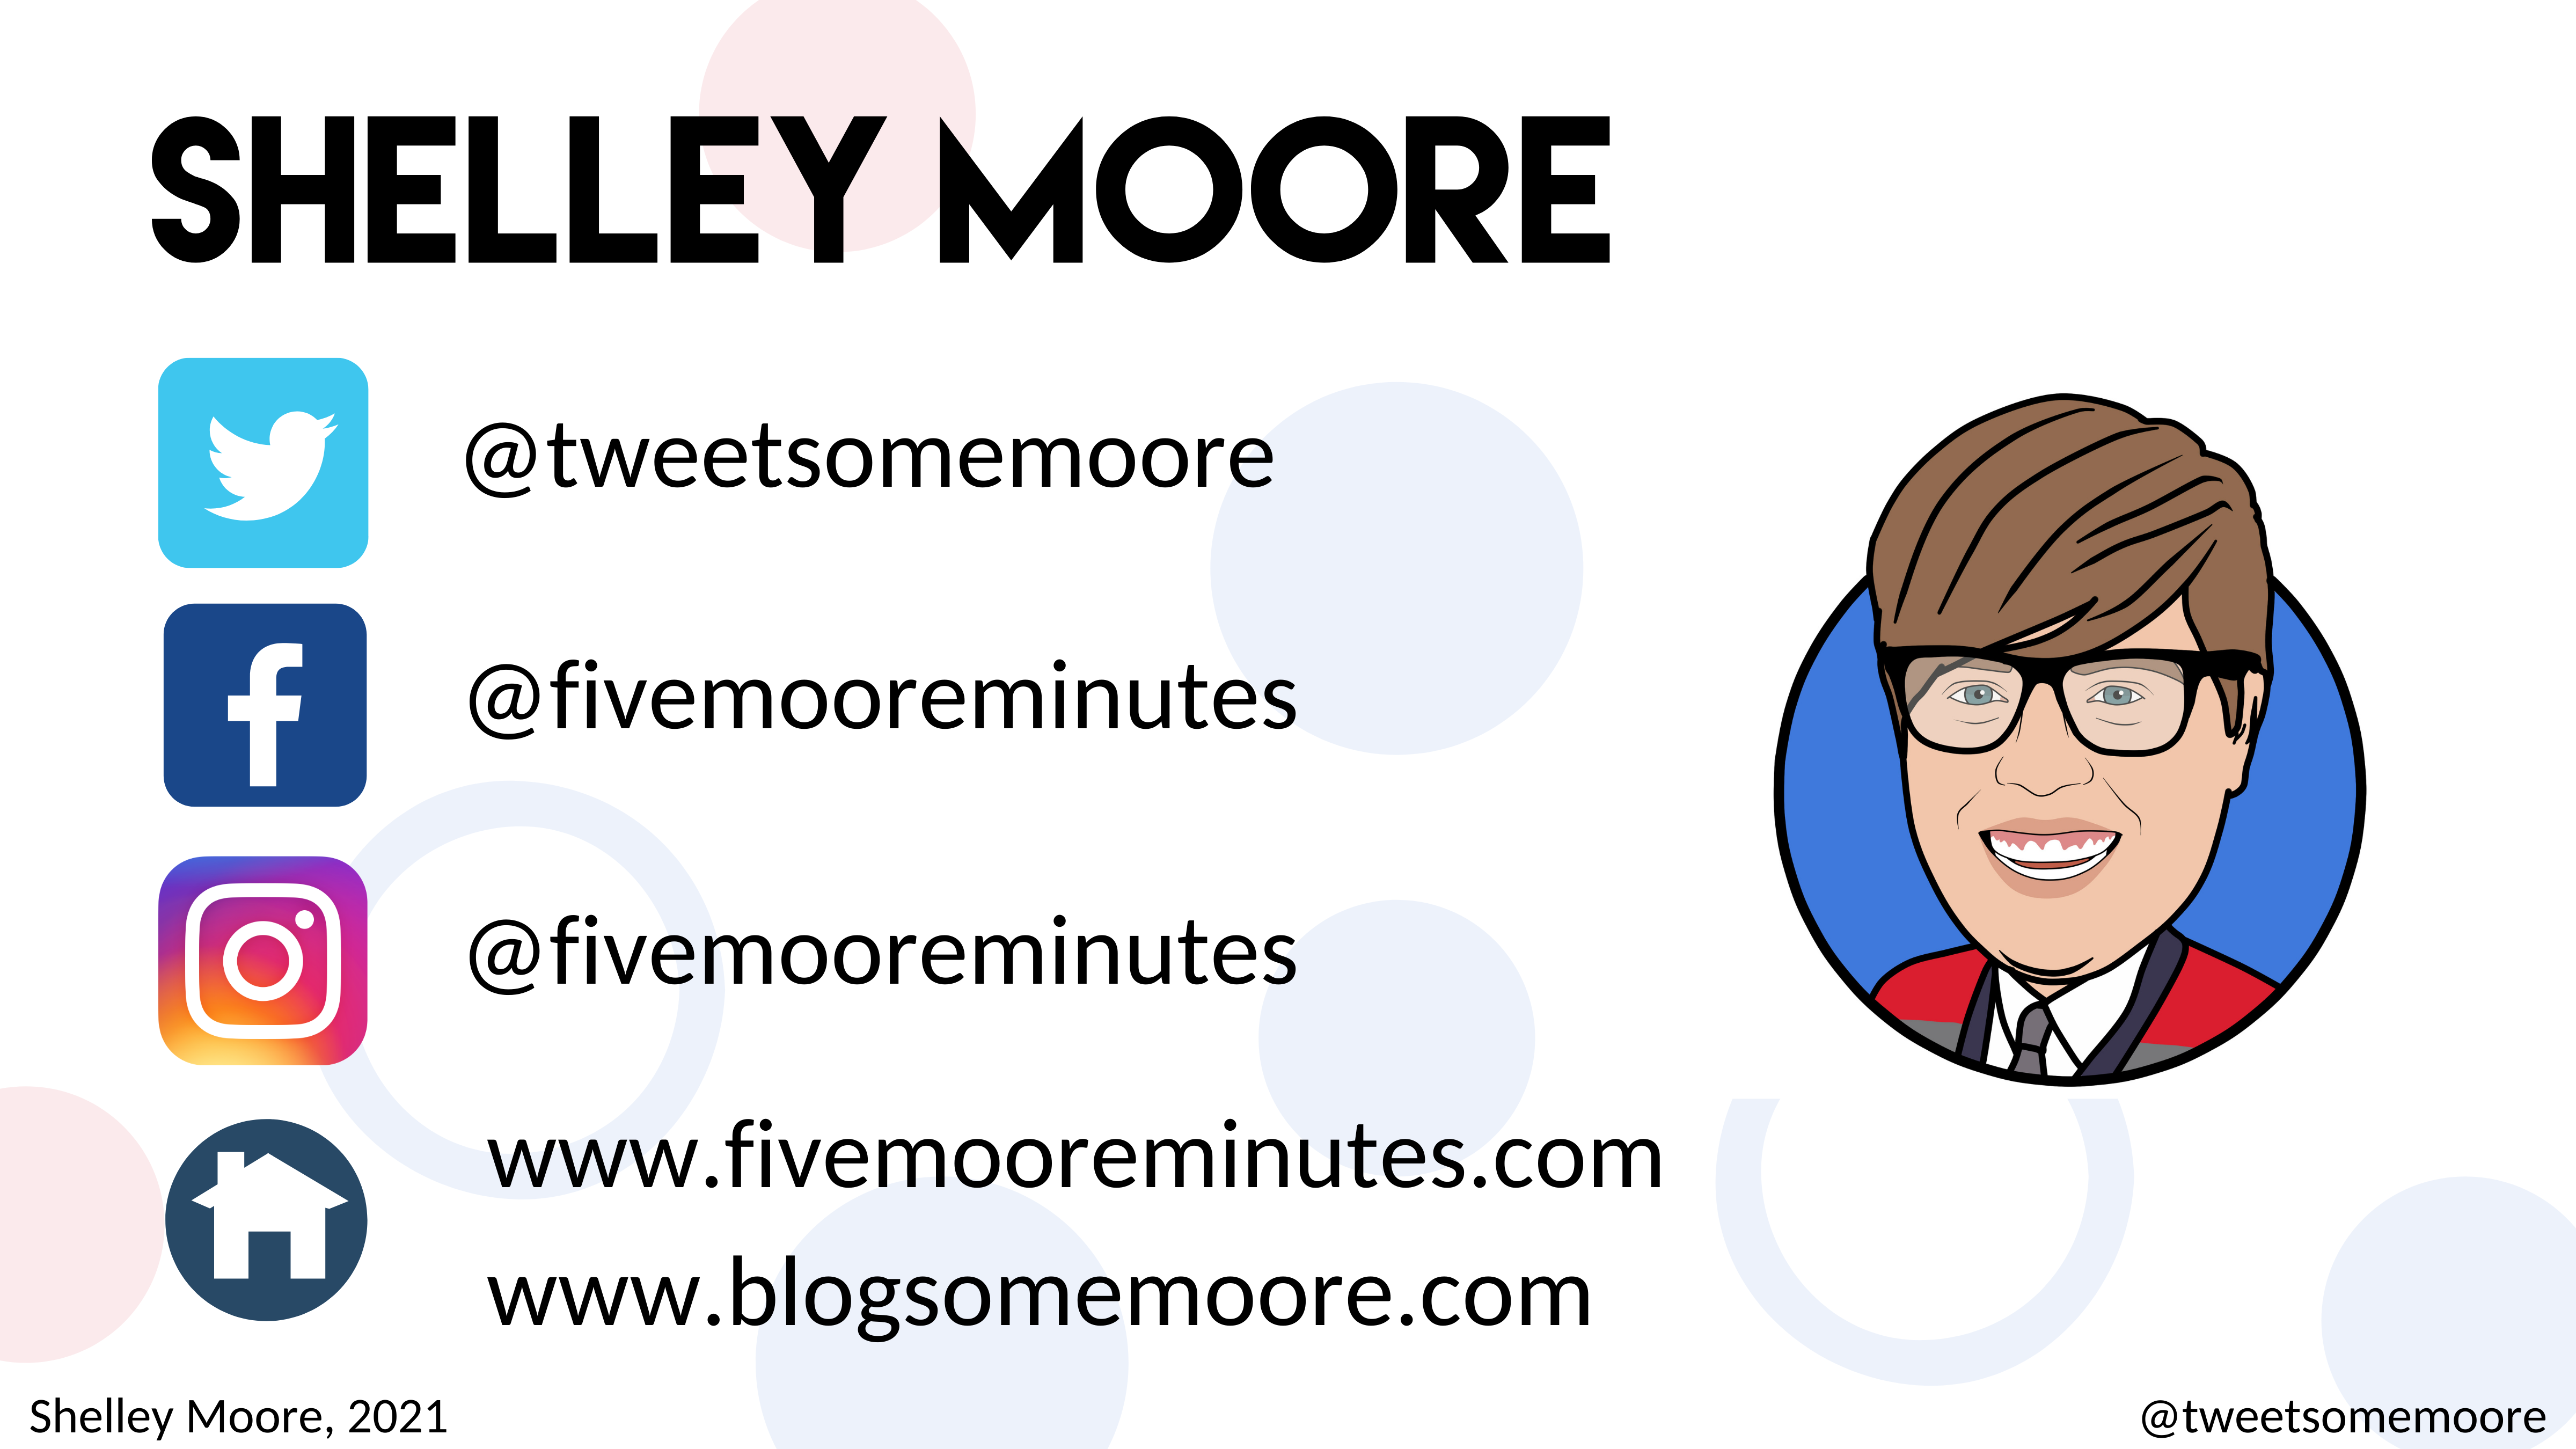 SHELLEY MOORE
@tweetsomemoore
@fivemooreminutes
@fivemooreminutes
www.fivemooreminutes.com
www.blogsomemoore.com
Shelley Moore, 2021
@tweetsomemoore